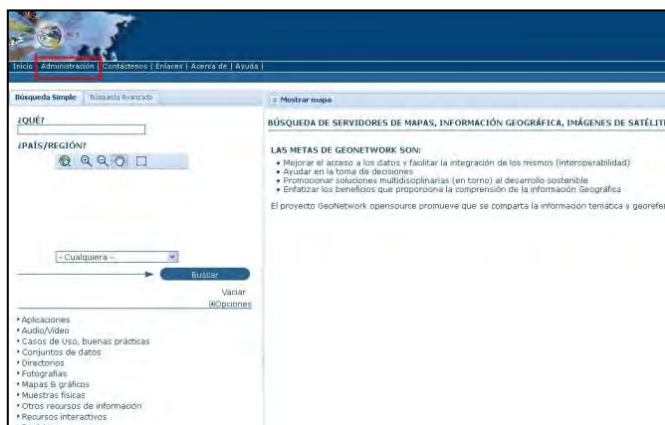 Inicio | Administración | Contáctenos | Enlaces | Acerca de | Ayuda |
Búsqueda Simple Búsqueda Avanzada
¿QUÉ?
¿PAÍS/REGIÓN?
- Cualquiera -
Buscar
Vaciar
Opciones
Aplicaciones
Audio/Vídeo
Casos de Uso, buenas prácticas
Conjuntos de datos
Directorios
Fotografías
Mapas & gráficos
Muestras físicas
Otros recursos de información
Recursos interactivos
Mostrar mapa
BÚSQUEDA DE SERVIDORES DE MAPAS, INFORMACIÓN GEOGRÁFICA, IMÁGENES DE SATÉLIT
LAS METAS DE GEONETWORK SON:
• Mejorar el acceso a los datos y facilitar la integración de los mismos (interoperabilidad)
• Ayudar en la toma de decisiones
• Promocionar soluciones multidisciplinarias (en torno) al desarrollo sostenible
• Enfatizar los beneficios que proporciona la comprensión de la información Geográfica
El proyecto GeoNetwork opensource promueve que se comparta la información temática y georefer